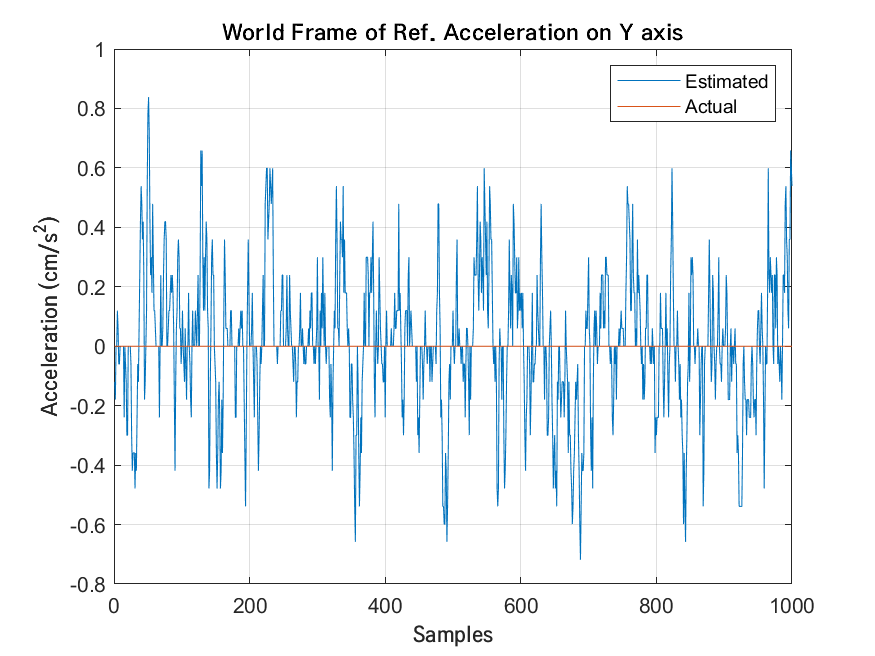 World Frame of Ref. Acceleration on Y axis
1
0.8
0.6
0.4
0.2
0
-0.2
-0.4
-0.6
-0.8
Acceleration (cm/s²)
Estimated
Actual
0 200 400 600 800 1000
Samples